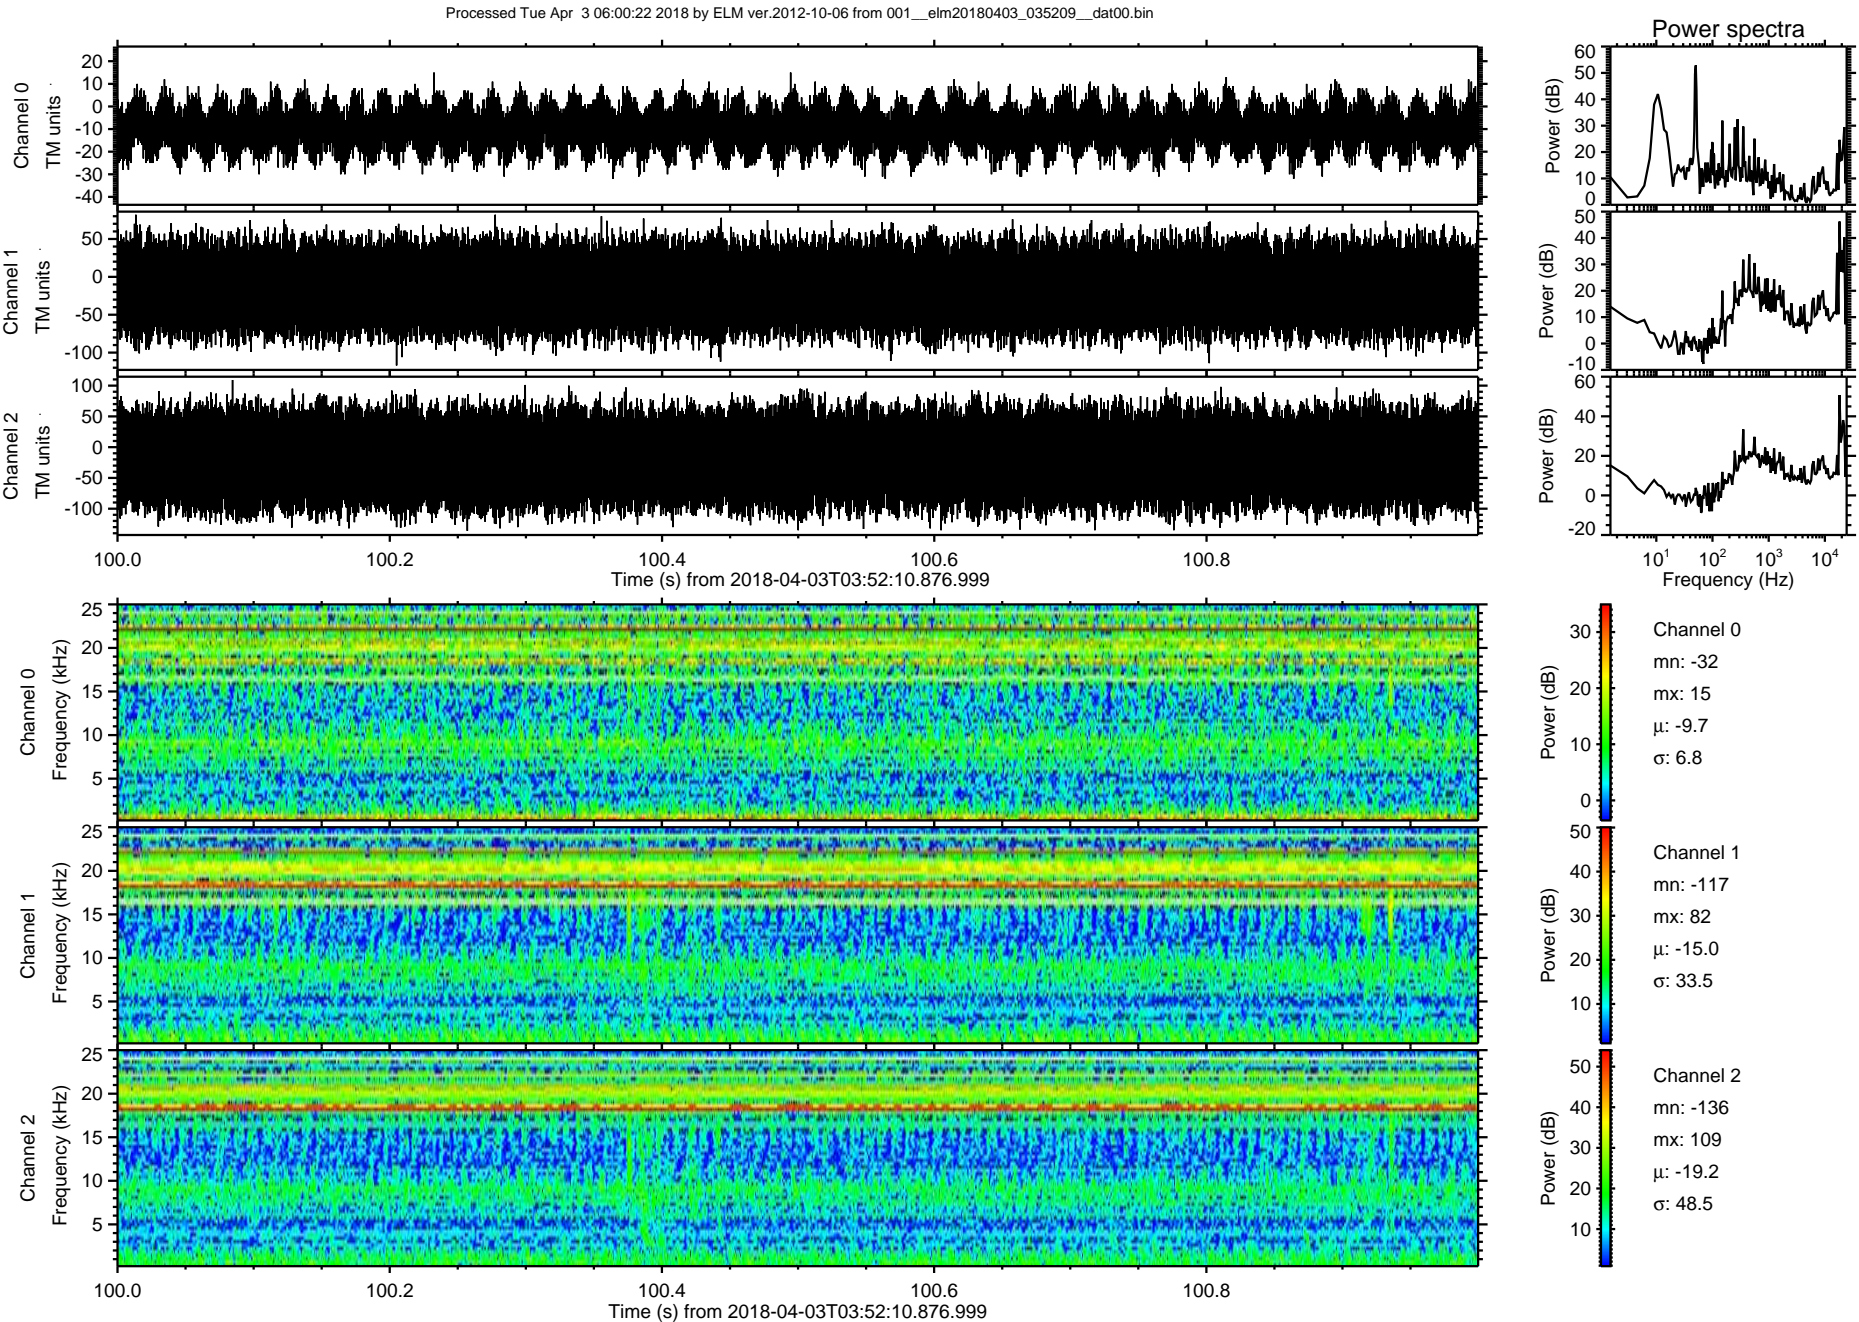 Processed Tue Apr  3 06:00:22 2018 by ELM ver.2012-10-06 from 001__elm20180403_035209__dat00.bin
Power spectra
Channel 0
TM units
20
10
0
-10
-20
-30
-40
Power (dB)
60
50
40
30
20
10
0
Channel 1
TM units
50
0
-50
-100
Power (dB)
50
40
30
20
10
0
-10
Channel 2
TM units
100
50
0
-50
-100
Power (dB)
60
40
20
0
-20
100.0 100.2 100.4 100.6 100.8
Time (s) from 2018-04-03T03:52:10.876.999
10¹ 10² 10³ 10⁴
Frequency (Hz)
Channel 0
Frequency (kHz)
25
20
15
10
5
Power (dB)
30
20
10
0
Channel 0
mn: -32
mx: 15
µ: -9.7
σ: 6.8
Channel 1
Frequency (kHz)
25
20
15
10
5
Power (dB)
50
40
30
20
10
Channel 1
mn: -117
mx: 82
µ: -15.0
σ: 33.5
Channel 2
Frequency (kHz)
25
20
15
10
5
Power (dB)
50
40
30
20
10
Channel 2
mn: -136
mx: 109
µ: -19.2
σ: 48.5
100.0 100.2 100.4 100.6 100.8
Time (s) from 2018-04-03T03:52:10.876.999